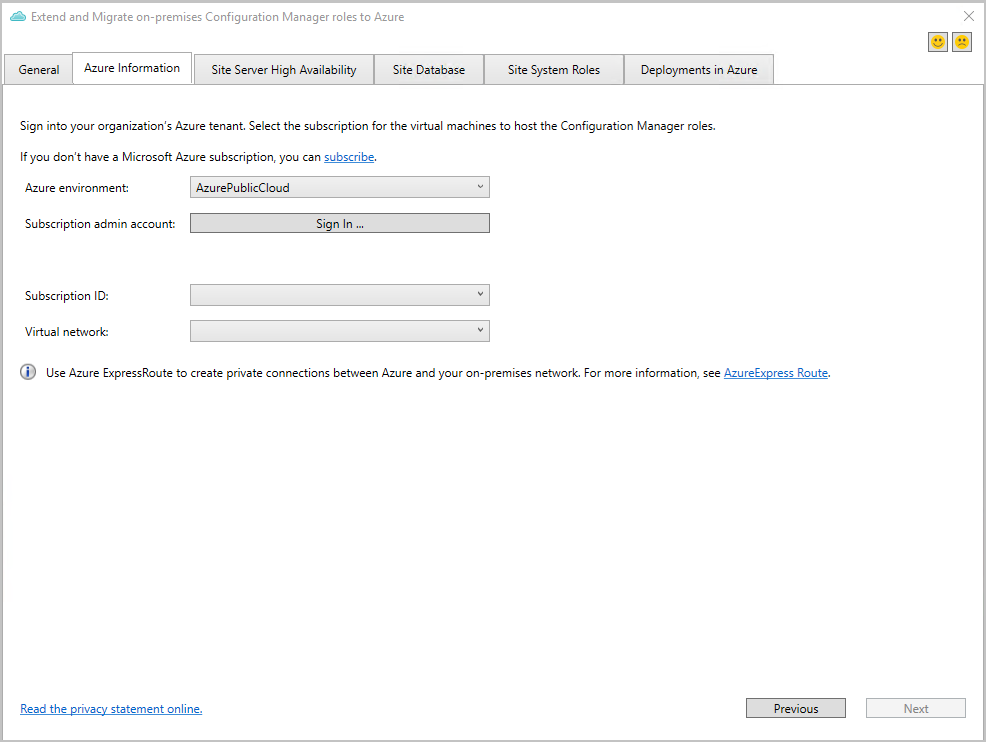 Extend and Migrate on-premises Configuration Manager roles to Azure
General
Azure Information
Site Server High Availability
Site Database
Site System Roles
Deployments in Azure
Sign into your organization's Azure tenant. Select the subscription for the virtual machines to host the Configuration Manager roles.
If you don't have a Microsoft Azure subscription, you can subscribe.
Azure environment: AzurePublicCloud
Subscription admin account: Sign In ...
Subscription ID:
Virtual network:
Use Azure ExpressRoute to create private connections between Azure and your on-premises network. For more information, see AzureExpress Route.
Read the privacy statement online.
Previous
Next